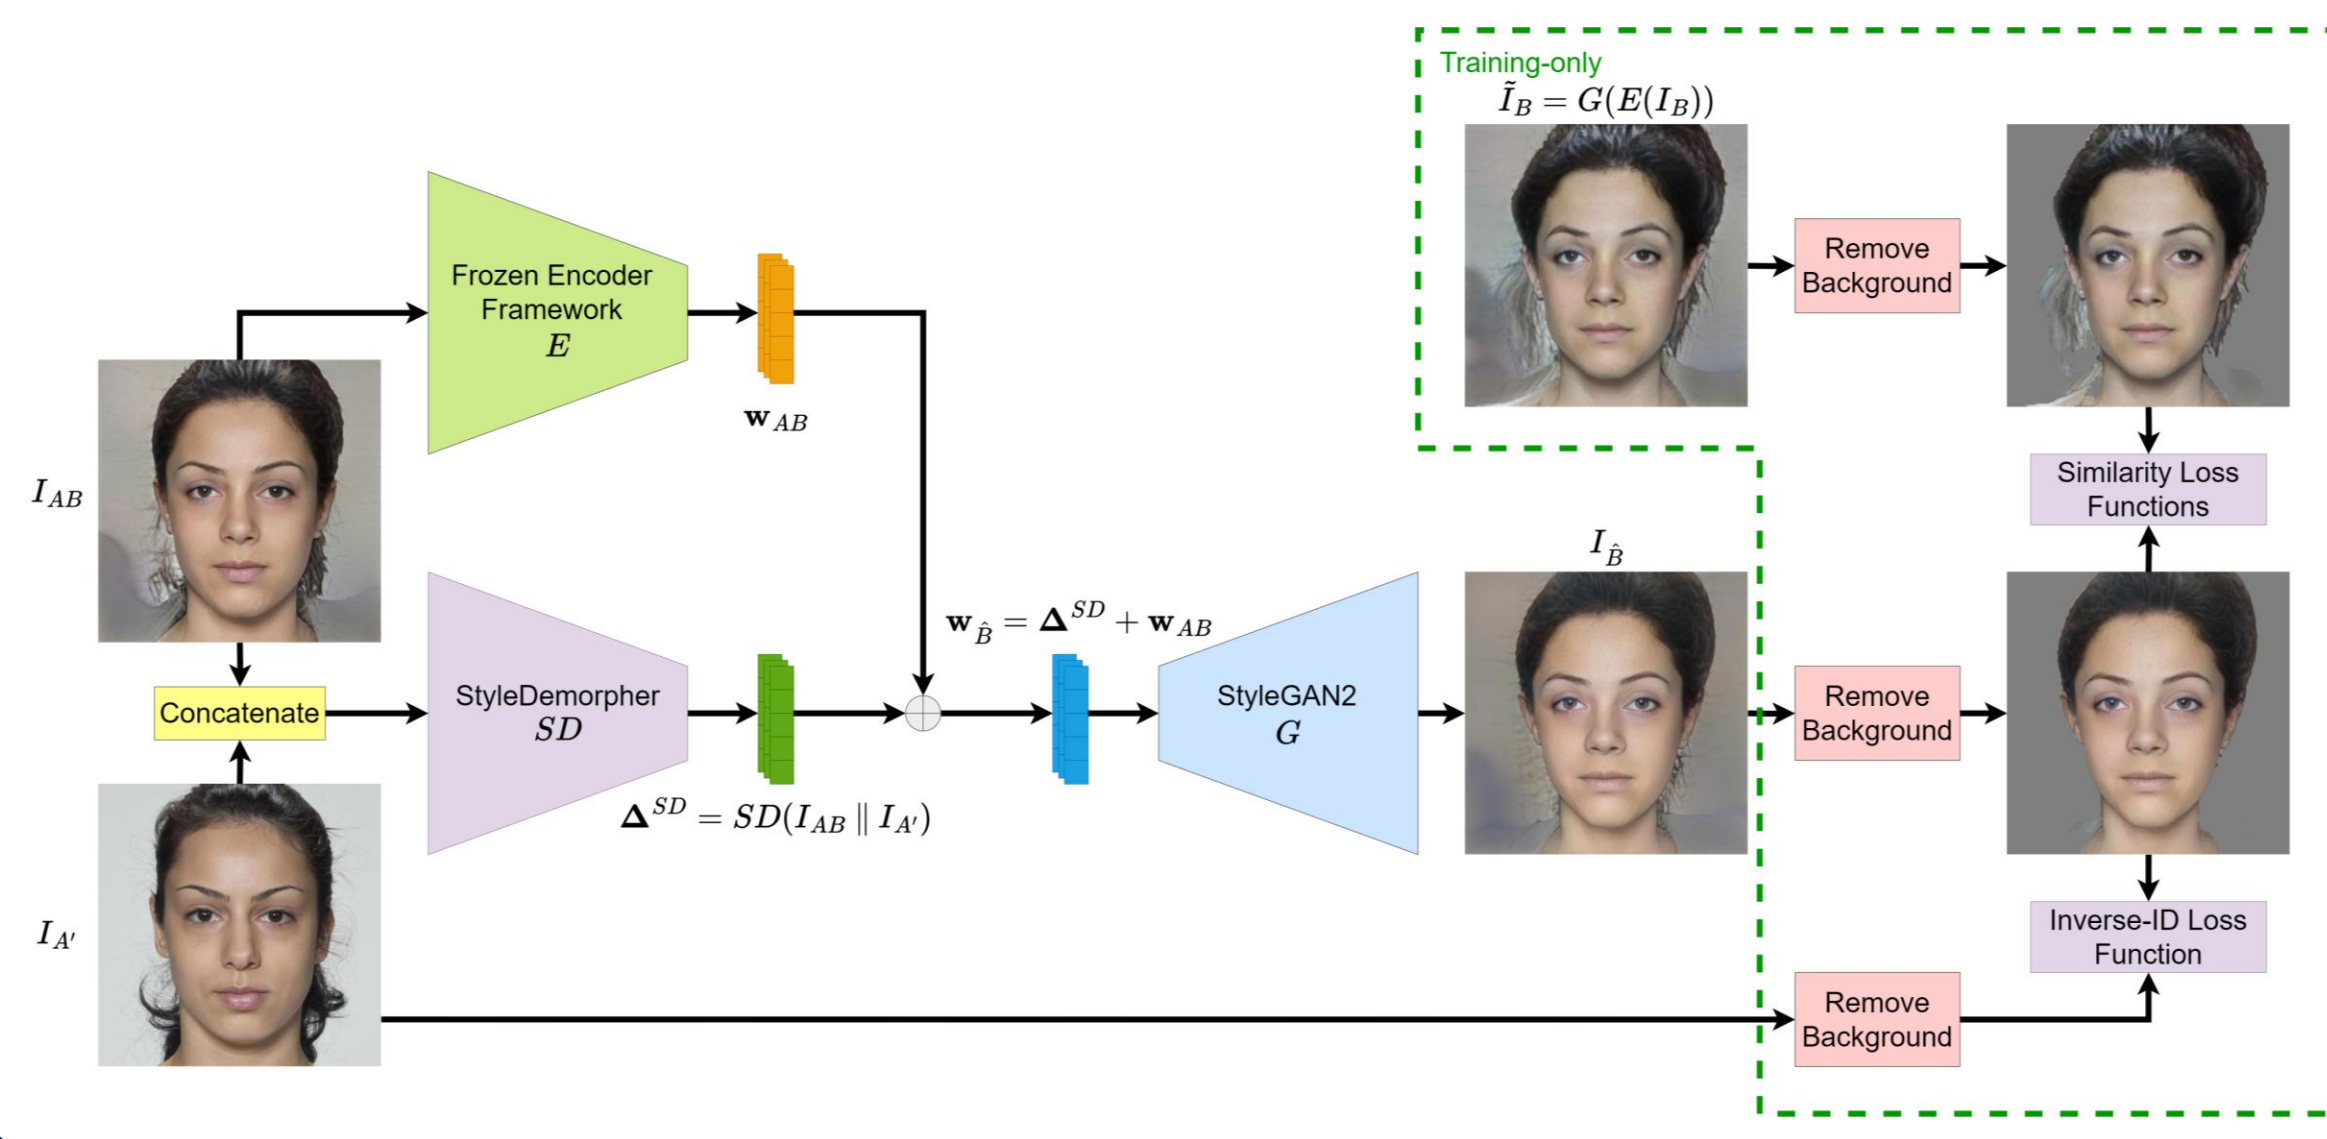 Training-only
Ĩ_B = G(E(I_B))
Remove
Background
Frozen Encoder
Framework
E
w_AB
I_AB
Similarity Loss
Functions
I_B̂
w_B̂ = Δ^SD + w_AB
StyleDemorpher
SD
StyleGAN2
G
Remove
Background
Concatenate
Δ^SD = SD(I_AB ∥ I_A′)
I_A′
Inverse-ID Loss
Function
Remove
Background